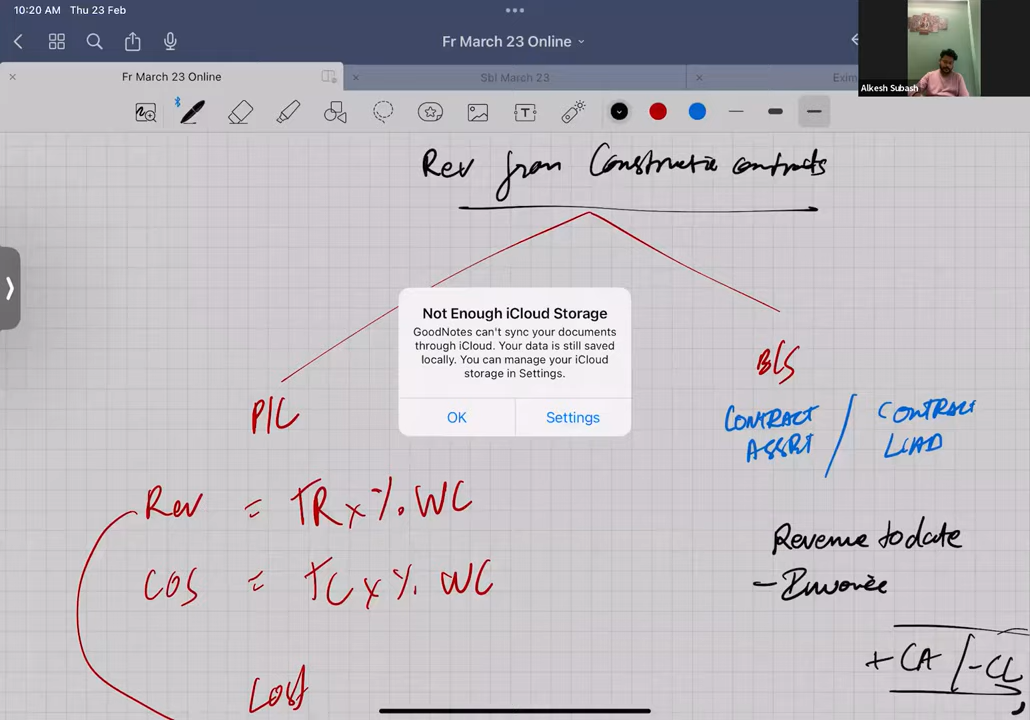 10:20 AM Thu 23 Feb
Fr March 23 Online
Alkesh Subash
Fr March 23 Online
Sbl March 23
Exim
Rev from Construction contracts
Not Enough iCloud Storage
GoodNotes can't sync your documents
through iCloud. Your data is still saved
locally. You can manage your iCloud
storage in Settings.
OK Settings
P/L
B/S
CONTRACT ASSET / CONTRACT LIAB
Rev = TR x %. WC
COS = TC x %. WC
Revenue to date
- Invoice
+ CA / - CL
Cost